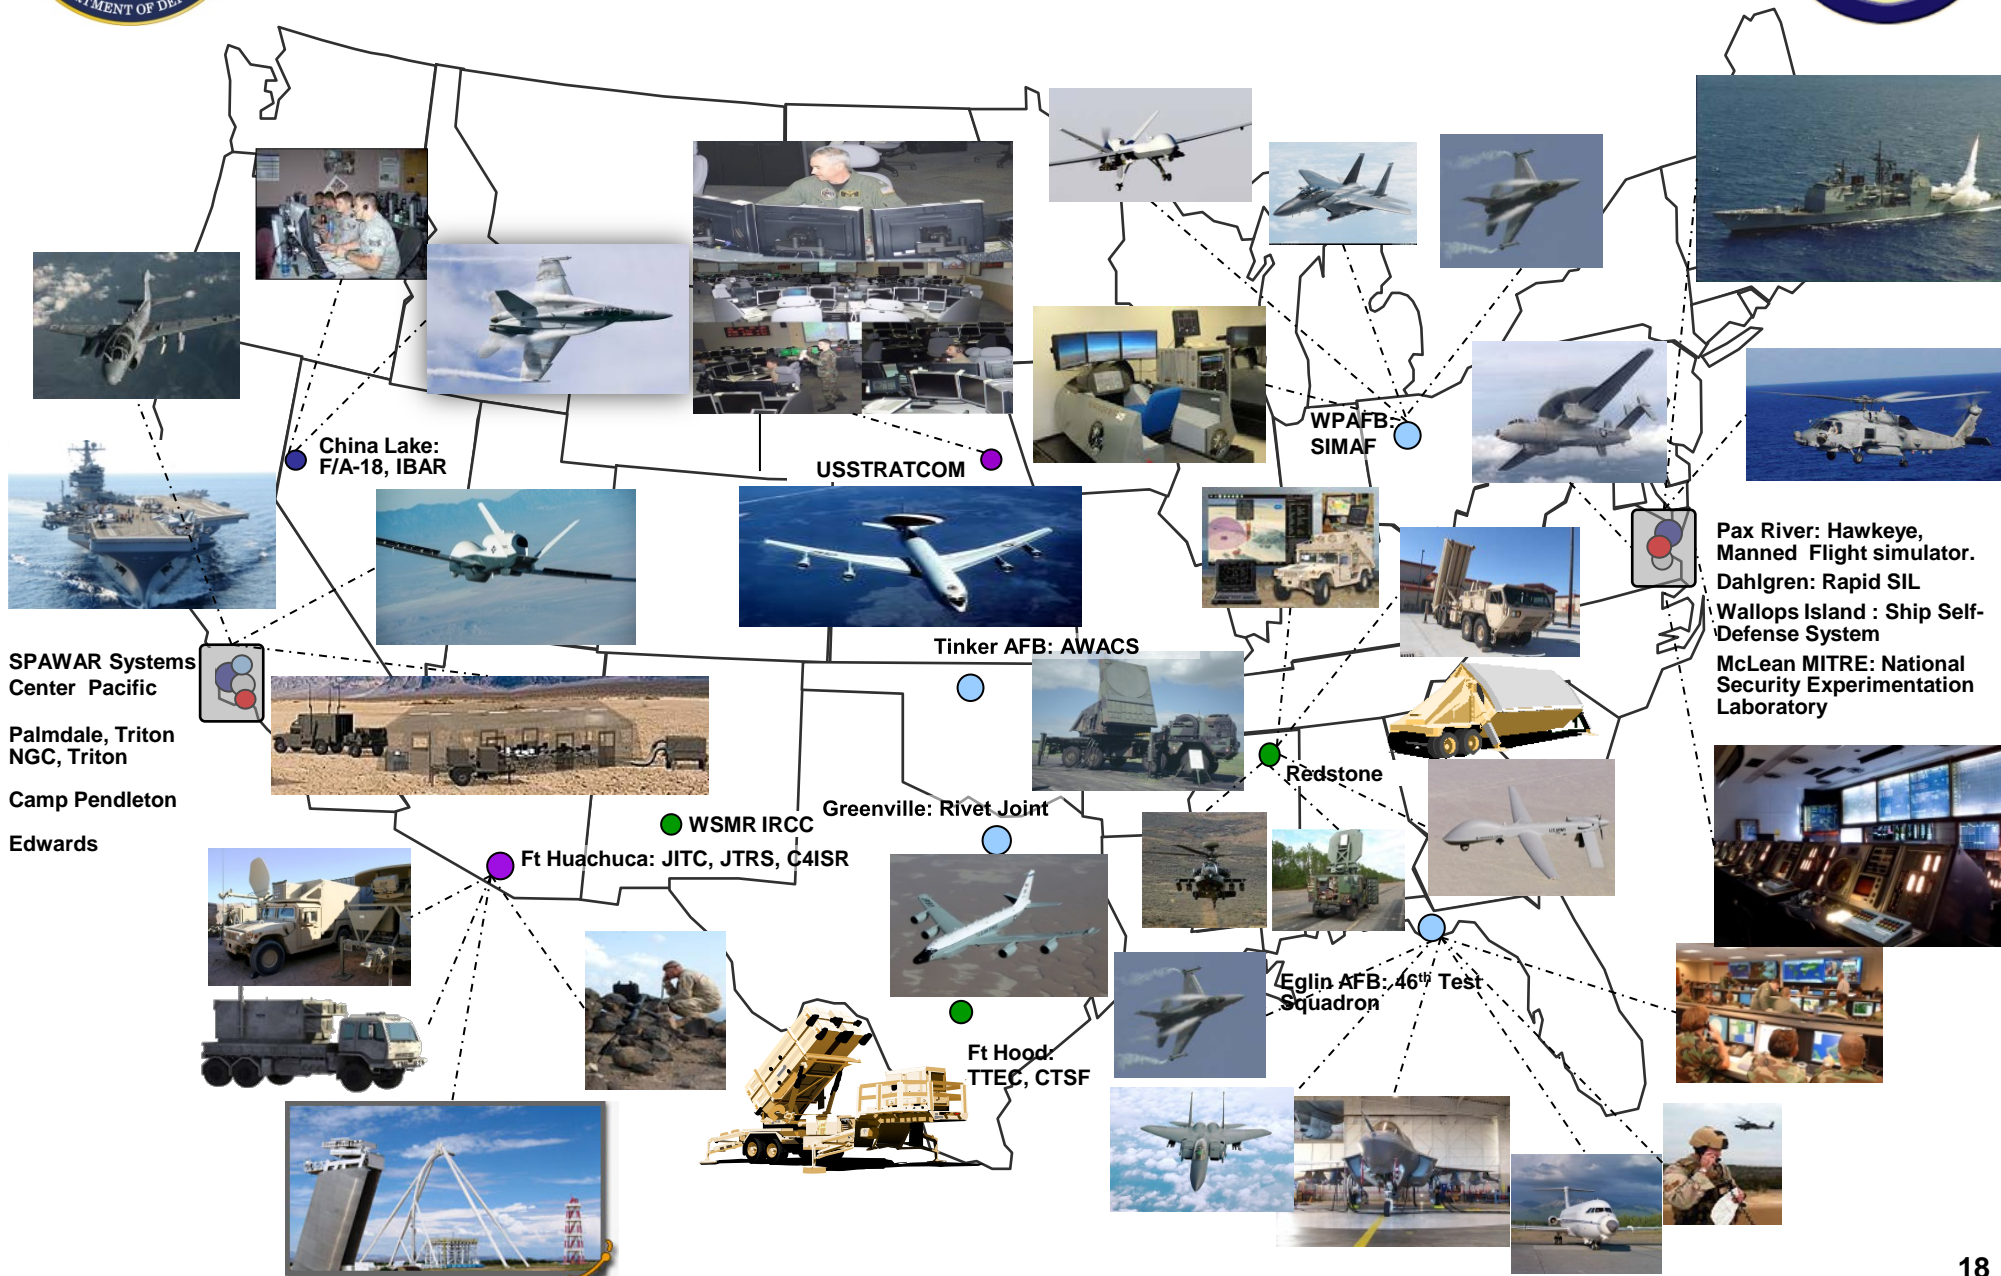 TMENT OF DE
China Lake:
F/A-18, IBAR
USSTRATCOM
WPAFB:
SIMAF
Pax River: Hawkeye,
Manned Flight simulator.
Dahlgren: Rapid SIL
Wallops Island : Ship Self-
Defense System
McLean MITRE: National
Security Experimentation
Laboratory
SPAWAR Systems
Center Pacific
Palmdale, Triton
NGC, Triton
Camp Pendleton
Edwards
Tinker AFB: AWACS
Redstone
Greenville: Rivet Joint
WSMR IRCC
Ft Huachuca: JITC, JTRS, C4ISR
Eglin AFB: 46th Test
Squadron
Ft Hood:
TTEC, CTSF
18